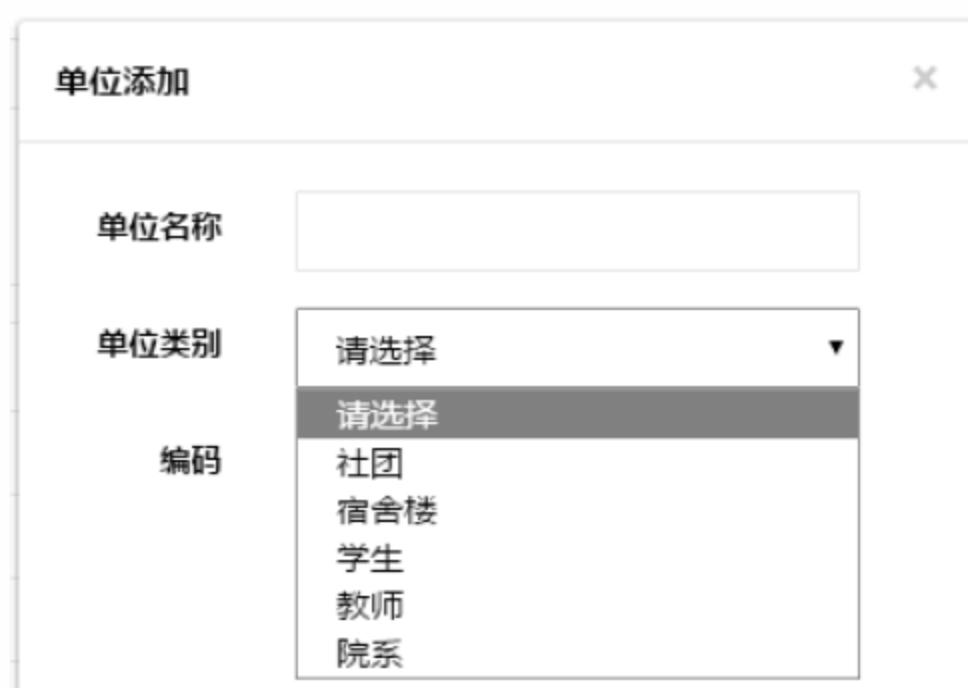 单位添加 ×
单位名称
单位类别 请选择 ▼
请选择
社团
编码
宿舍楼
学生
教师
院系